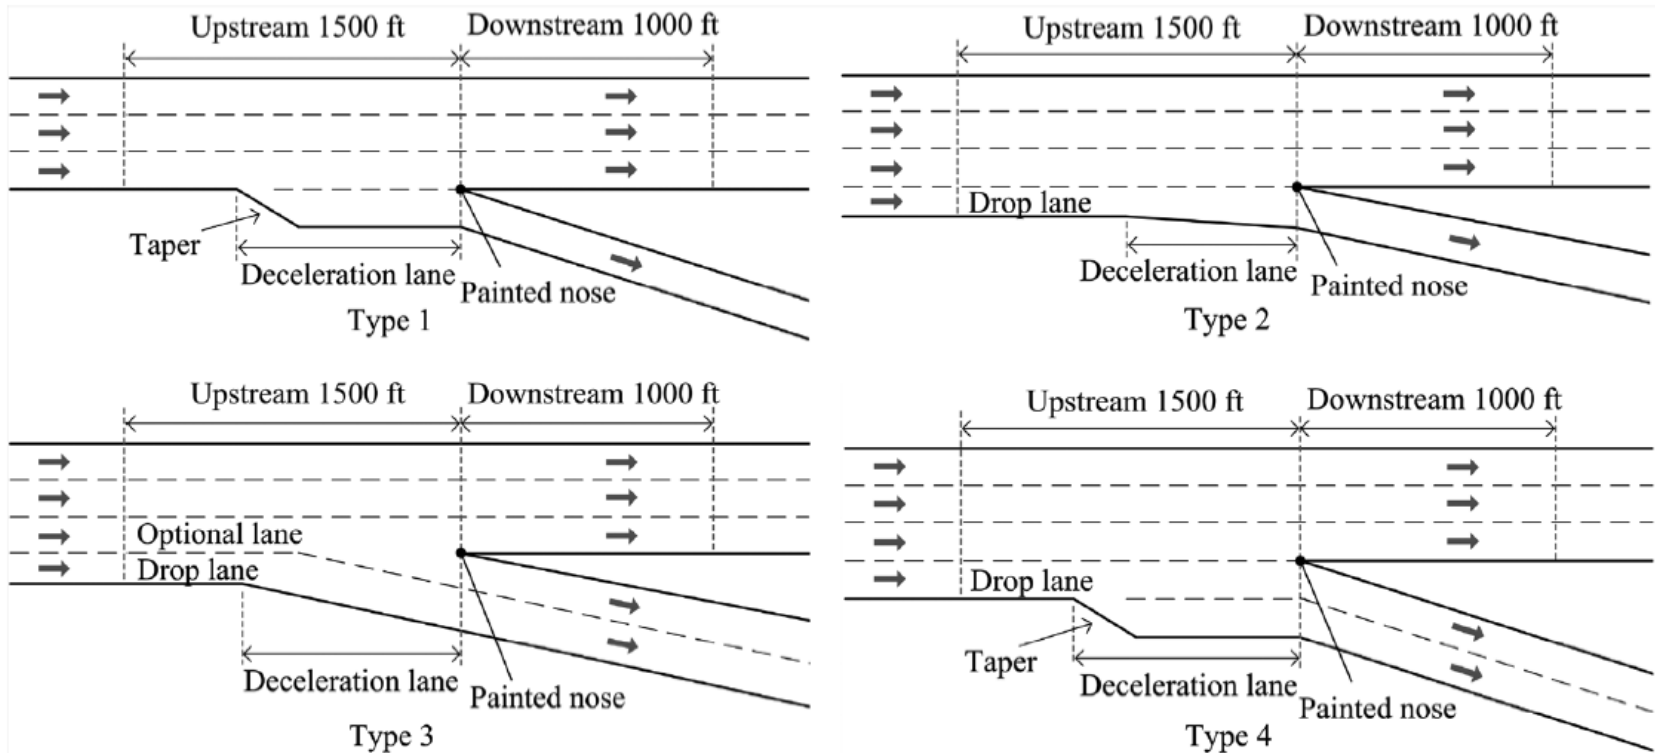 Upstream 1500 ft
Downstream 1000 ft
Taper
Deceleration lane
Painted nose
Type 1
Upstream 1500 ft
Downstream 1000 ft
Drop lane
Deceleration lane
Painted nose
Type 2
Upstream 1500 ft
Downstream 1000 ft
Optional lane
Drop lane
Deceleration lane
Painted nose
Type 3
Upstream 1500 ft
Downstream 1000 ft
Drop lane
Taper
Deceleration lane
Painted nose
Type 4